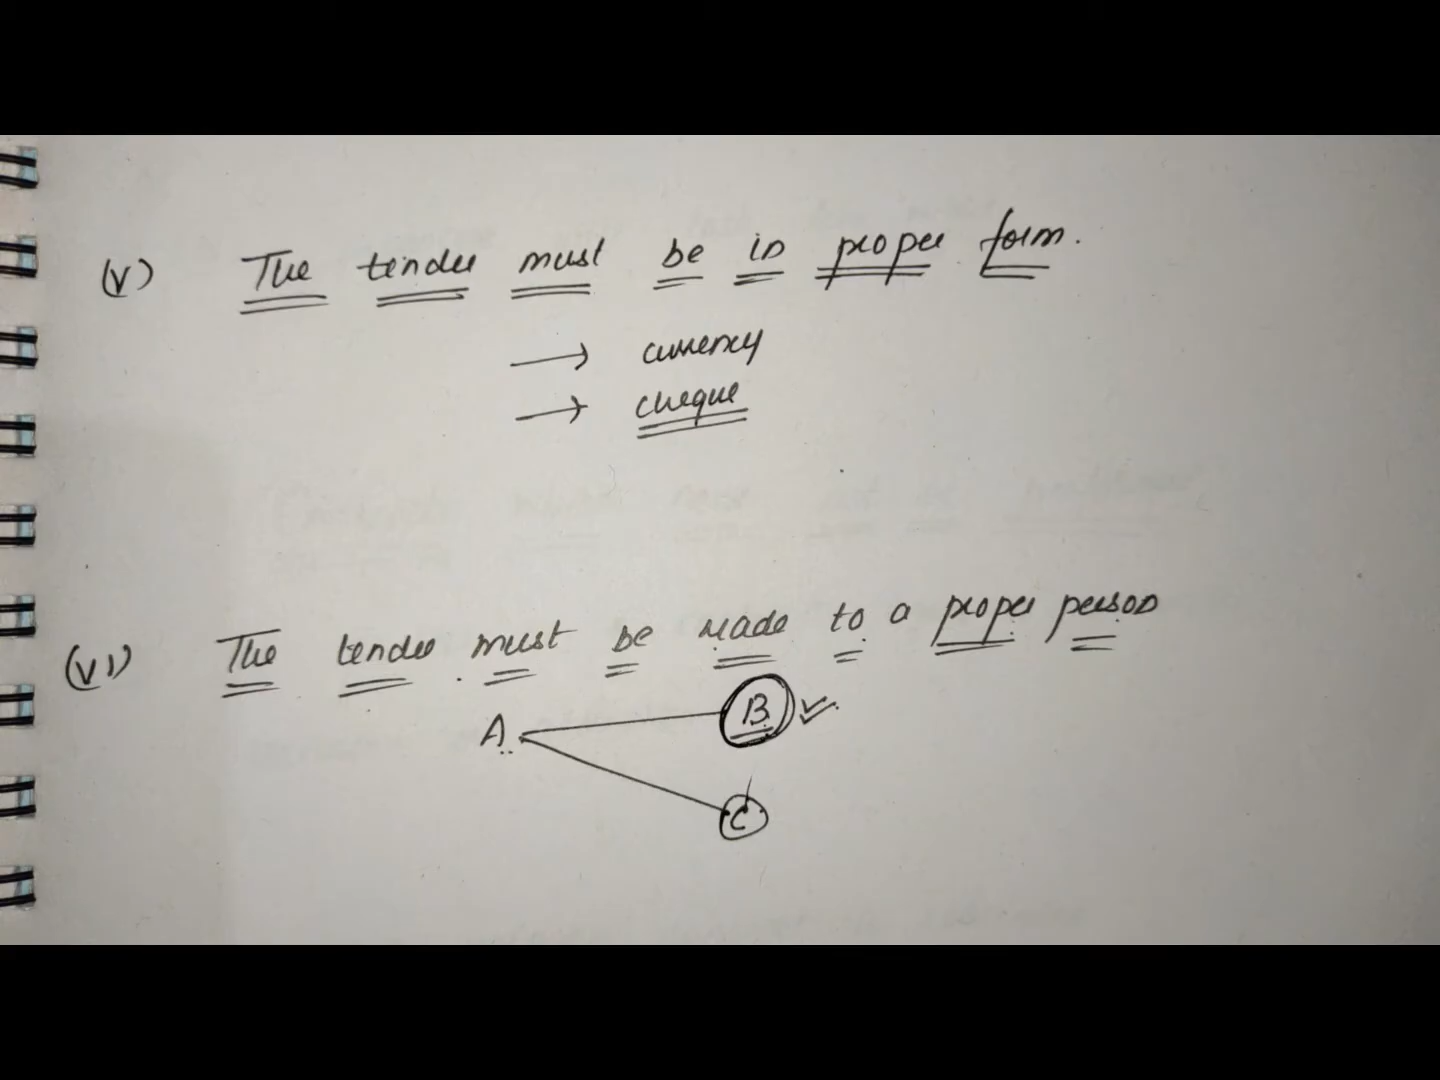 (v) The tender must be in proper form.
→ currency
→ cheque
(vi) The tender must be made to a proper person
A B
C